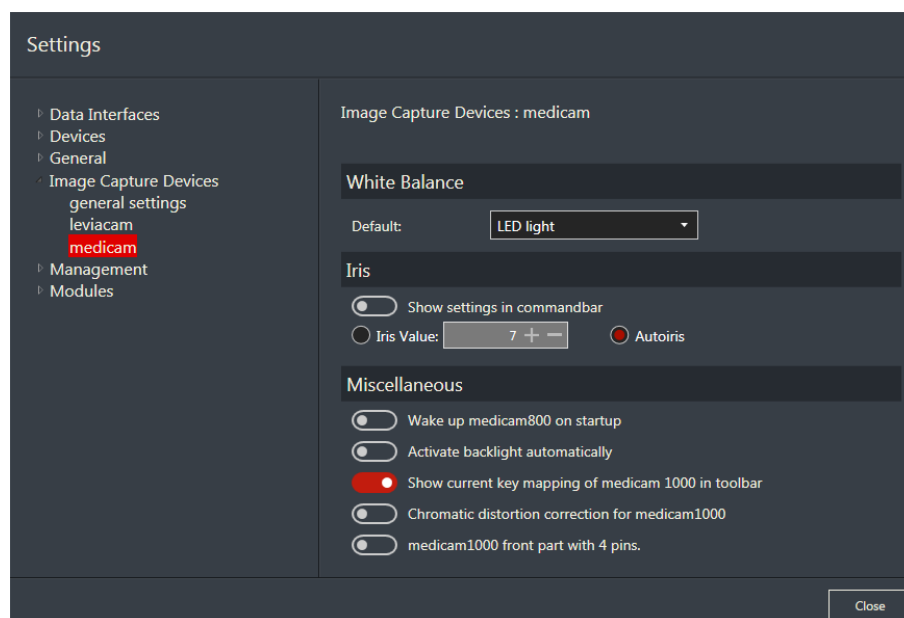 Settings
Data Interfaces
Devices
General
Image Capture Devices
general settings
leviacam
medicam
Management
Modules
Image Capture Devices : medicam
White Balance
Default: LED light
Iris
Show settings in commandbar
Iris Value: 7 + − Autoiris
Miscellaneous
Wake up medicam800 on startup
Activate backlight automatically
Show current key mapping of medicam 1000 in toolbar
Chromatic distortion correction for medicam1000
medicam1000 front part with 4 pins.
Close